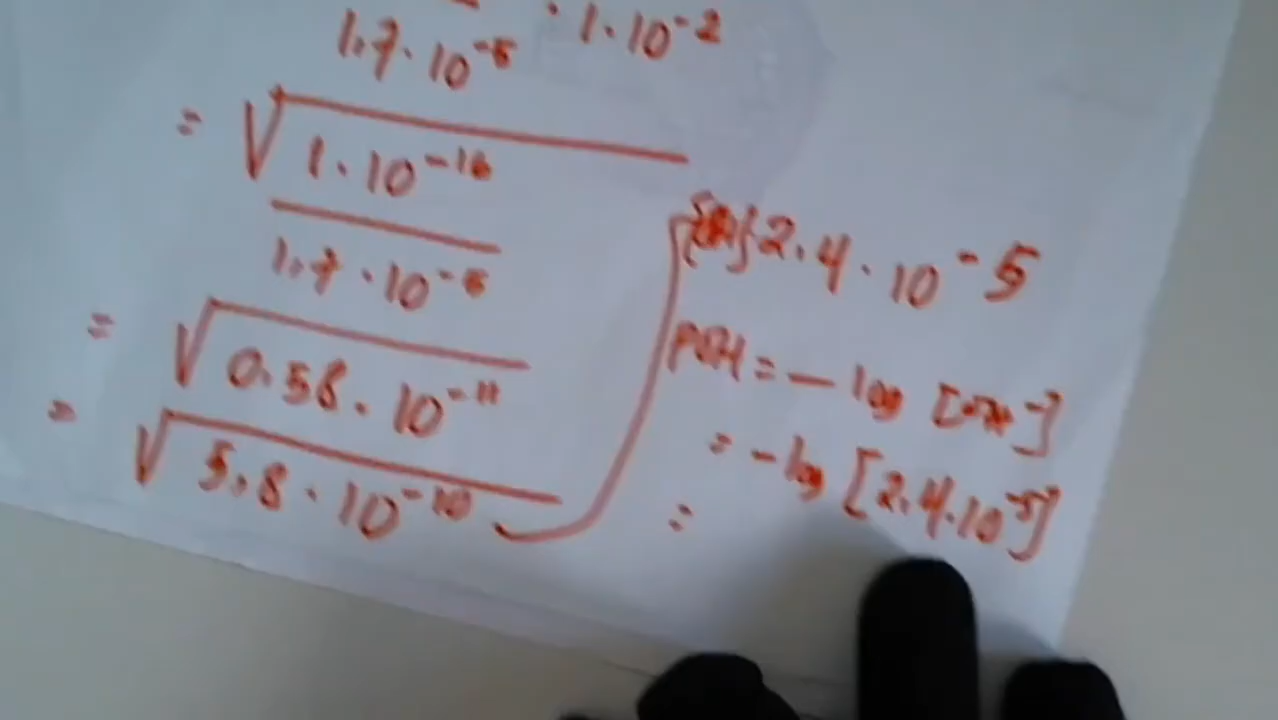 1.7 · 10⁻⁵ · 1 · 10⁻²
= √ 1 · 10⁻¹⁶
1.7 · 10⁻⁵
= √ 0.58 · 10⁻¹¹
= √ 5.8 · 10⁻¹⁰
2.4 · 10⁻⁵
POH = - log [OH⁻]
= - log [2.4 · 10⁻⁵]
=